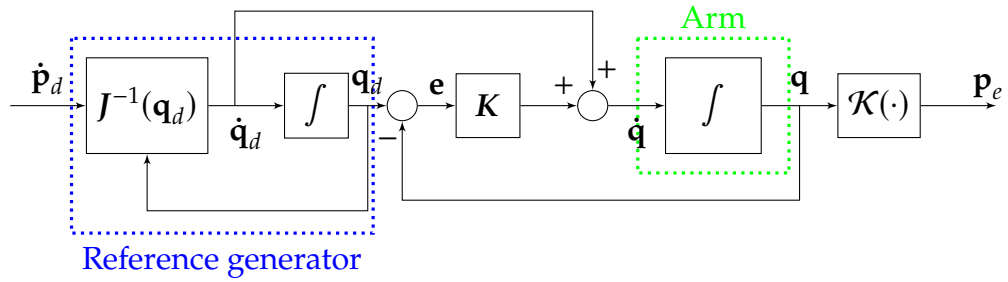 Arm
ṗ_d
J⁻¹(q_d)
q̇_d
∫
q_d
−
e
K
+
+
q̇
∫
q
𝒦(·)
p_e
Reference generator